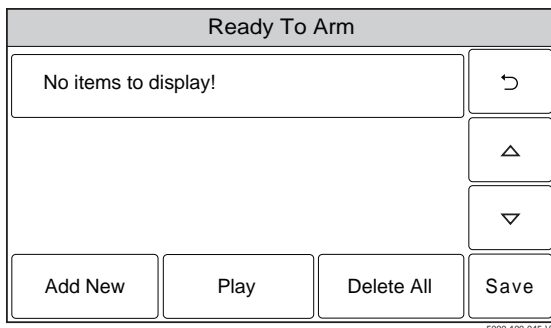 Ready To Arm
No items to display!
Add New
Play
Delete All
Save